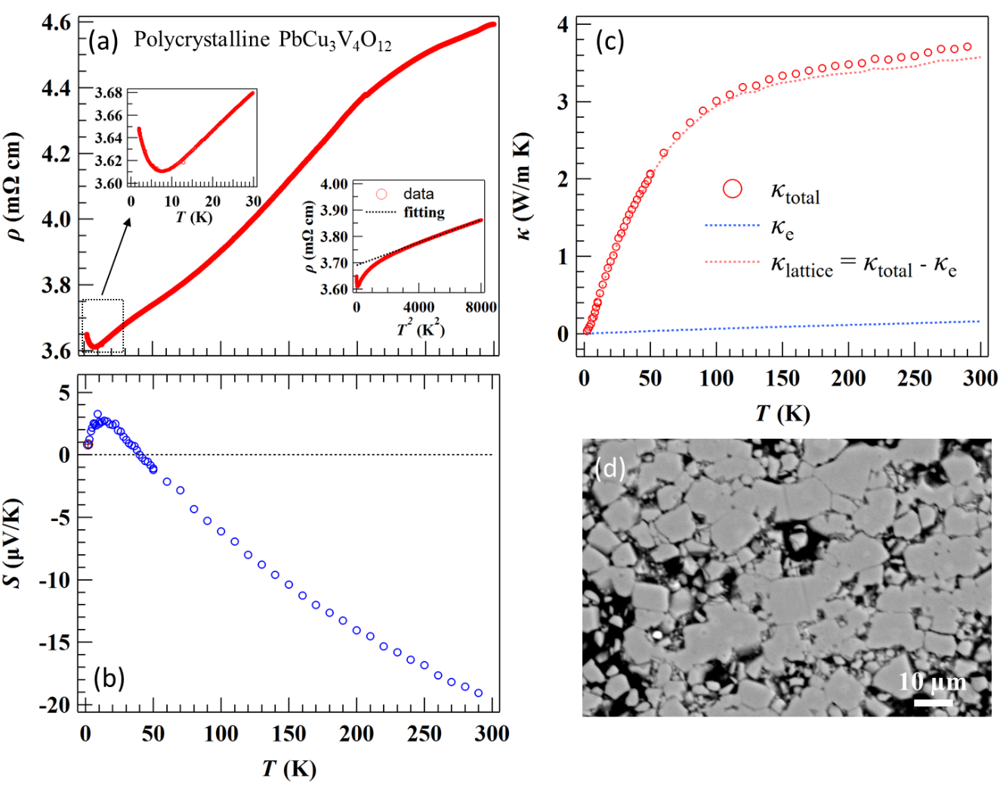 (a) Polycrystalline PbCu₃V₄O₁₂
4.6
4.4
4.2
4.0
3.8
3.6
ρ (mΩ cm)
3.68
3.66
3.64
3.62
3.60
0 10 20 30
T (K)
4.00
3.90
3.80
3.70
3.60
ρ (mΩ cm)
data
fitting
0 4000 8000
T² (K²)
(b)
5
0
-5
-10
-15
-20
S (μV/K)
0 50 100 150 200 250 300
T (K)
(c)
4
3
2
1
0
κ (W/m K)
κtotal
κe
κlattice = κtotal - κe
0 50 100 150 200 250 300
T (K)
(d)
10 μm